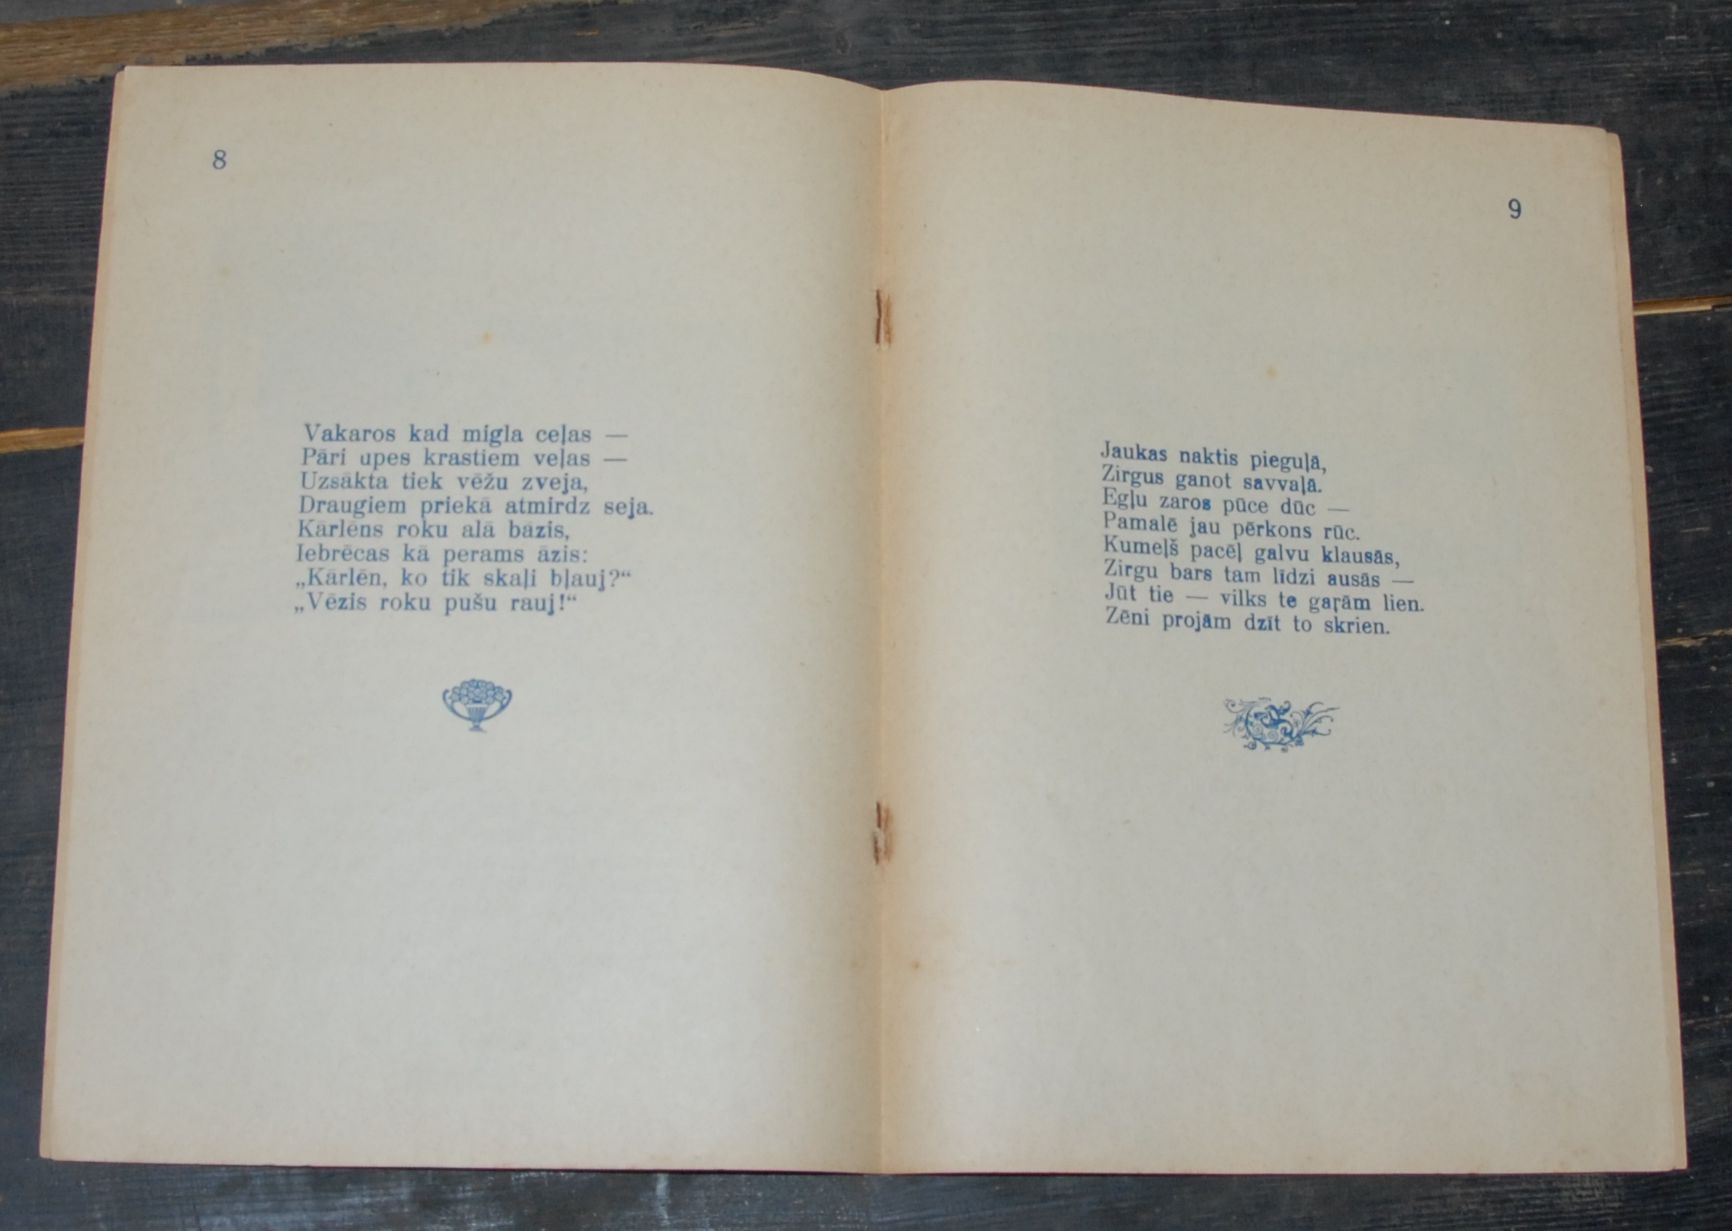 8
Vakaros kad migla ceļas —
Pāri upes krastiem veļas —
Uzsākta tiek vēžu zveja,
Draugiem priekā atmirdz seja.
Kārlēns roku alā bāzis,
Iebrēcas kā perams āzis:
„Kārlēn, ko tik skaļi bļauj?“
„Vēzis roku pušu rauj!“
9
Jaukas naktis pieguļā,
Zirgus ganot savvaļā.
Egļu zaros pūce dūc —
Pamalē jau pērkons rūc.
Kumeļš pacēļ galvu klausās,
Zirgu bars tam līdzi ausās —
Jūt tie — vilks te gaŗām lien.
Zēni projām dzīt to skrien.